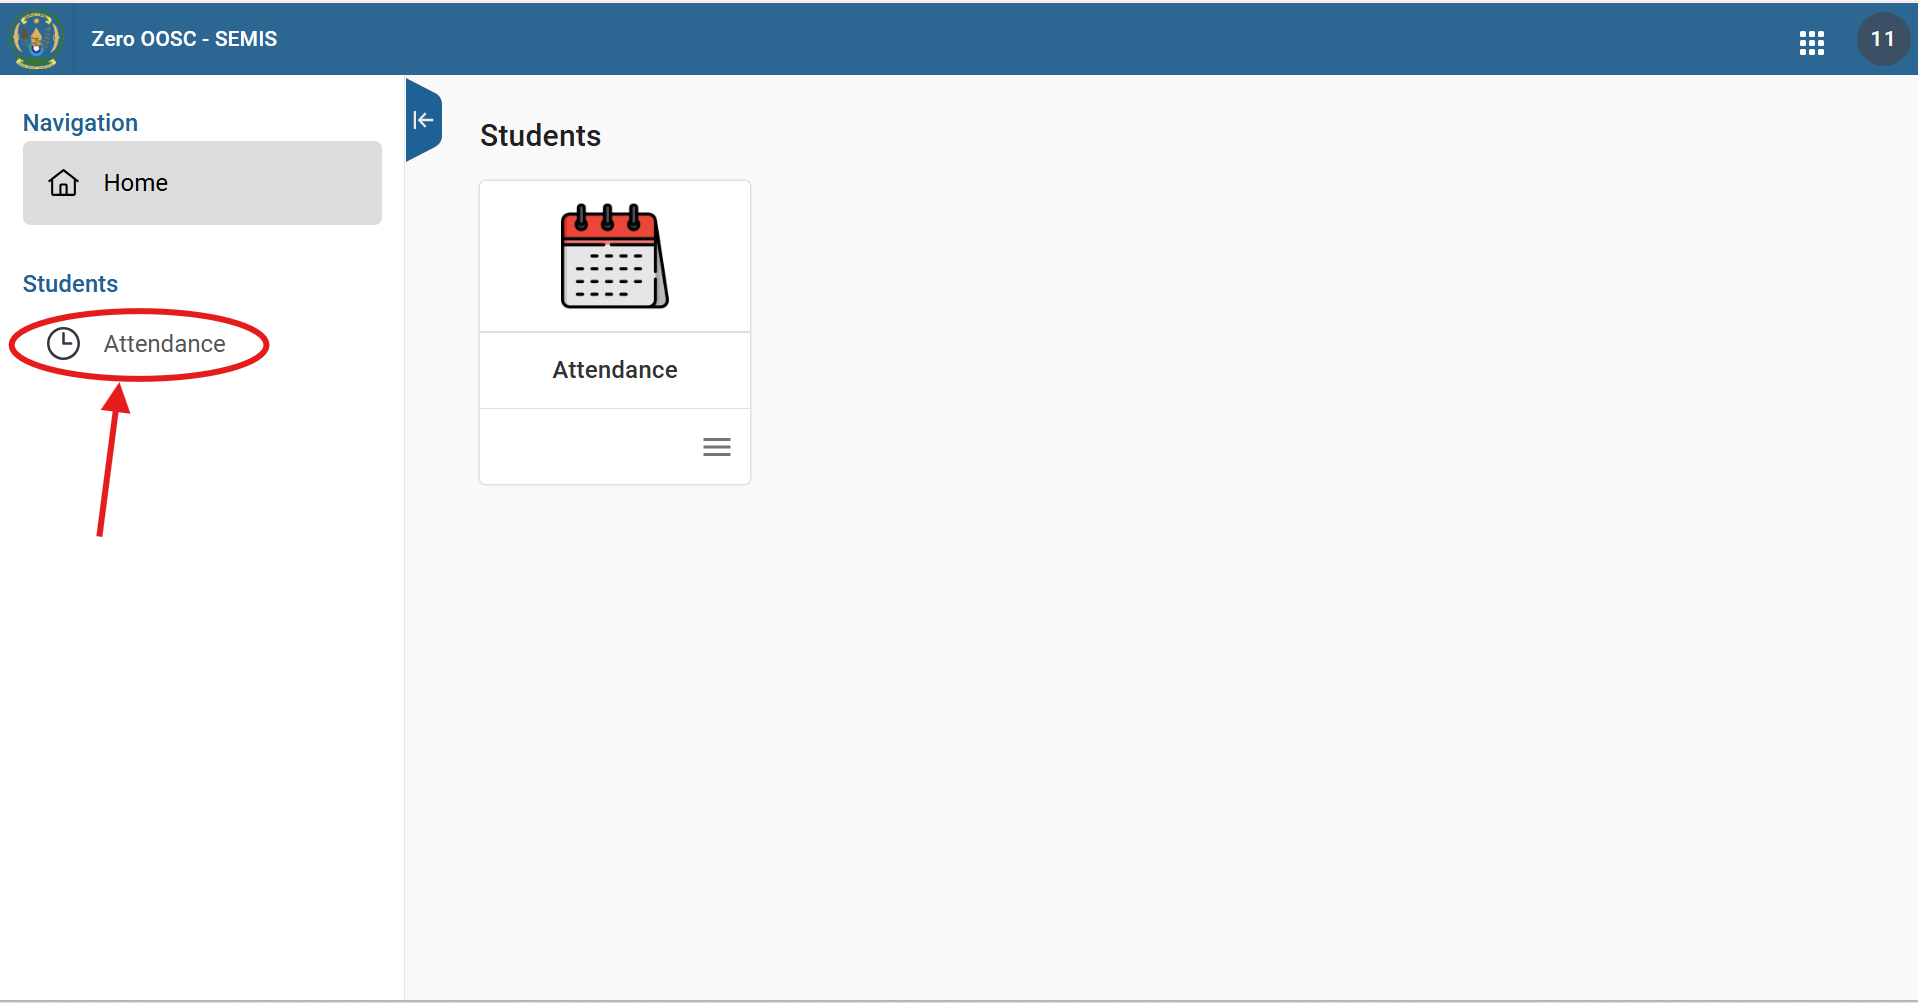 Zero OOSC - SEMIS
11
Navigation
Home
Students
Attendance
Students
Attendance